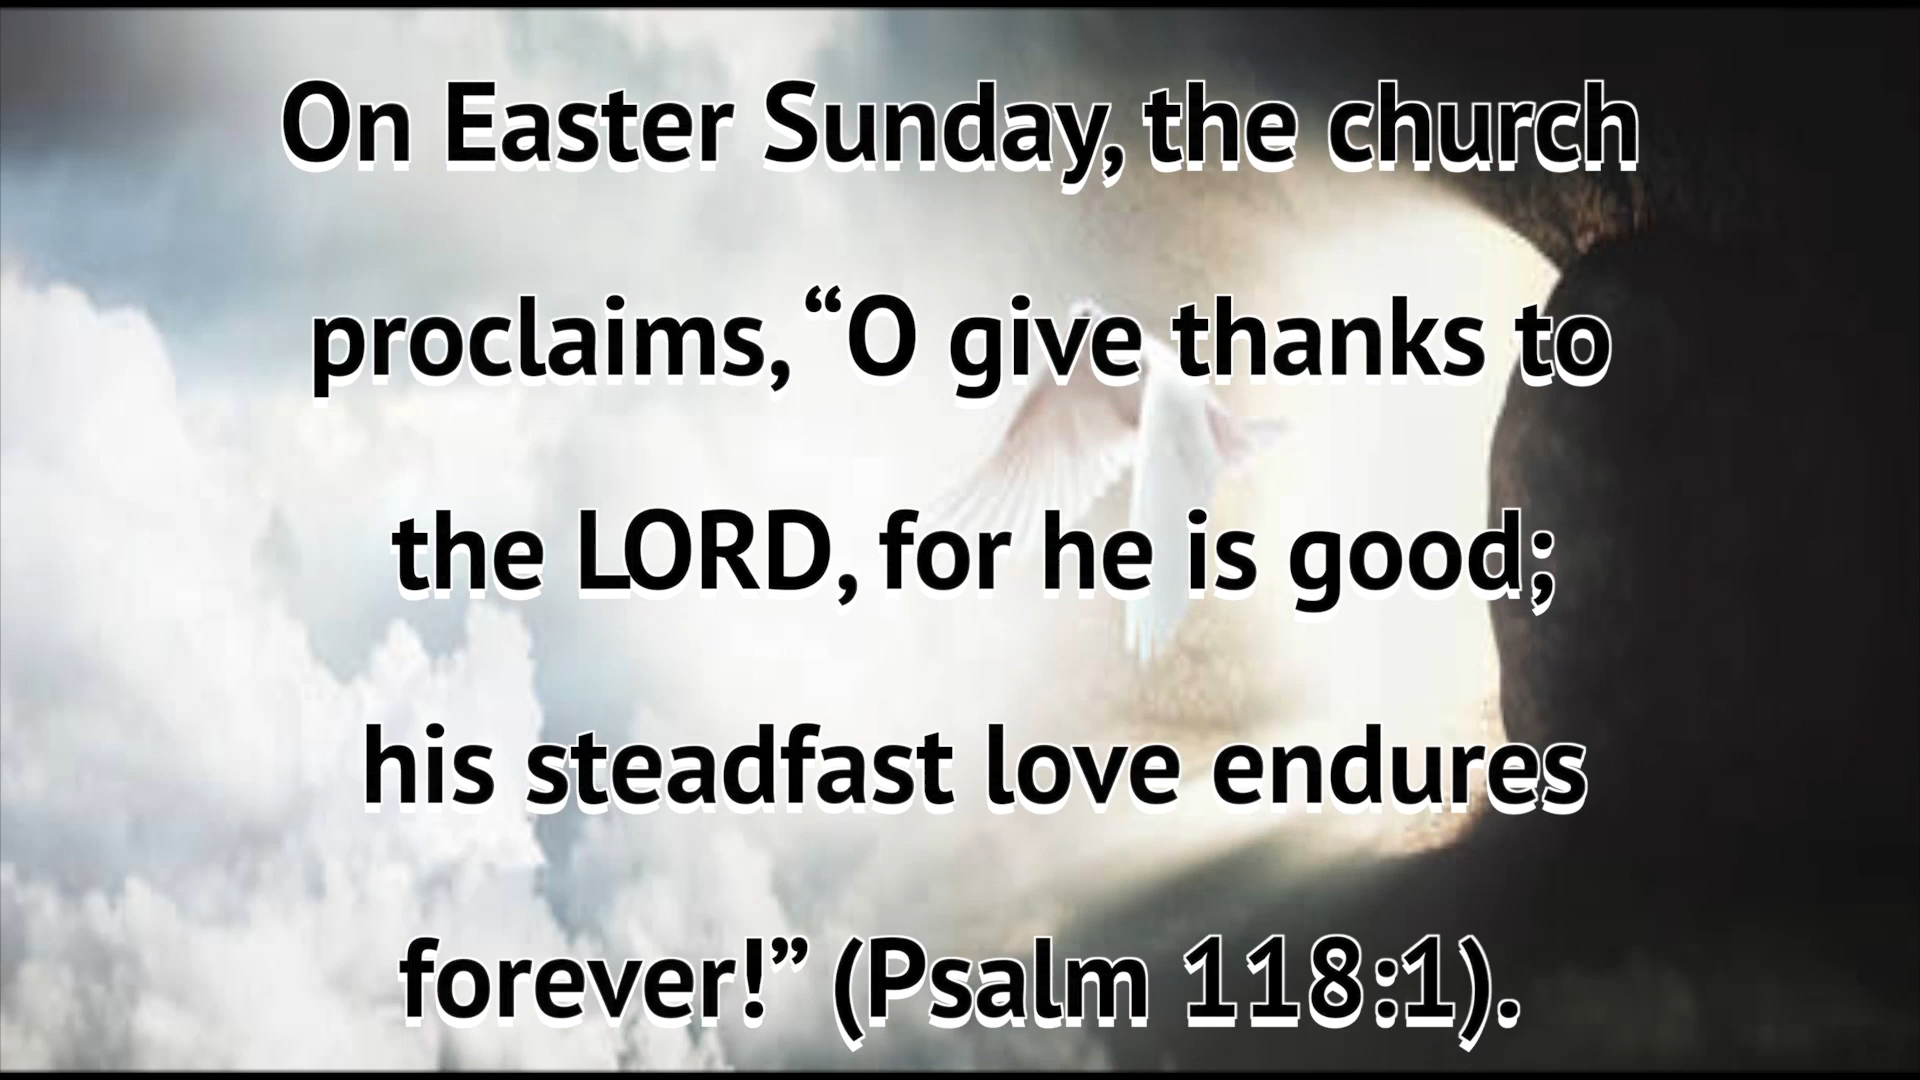 On Easter Sunday, the church
proclaims, “O give thanks to
the LORD, for he is good;
his steadfast love endures
forever!” (Psalm 118:1).